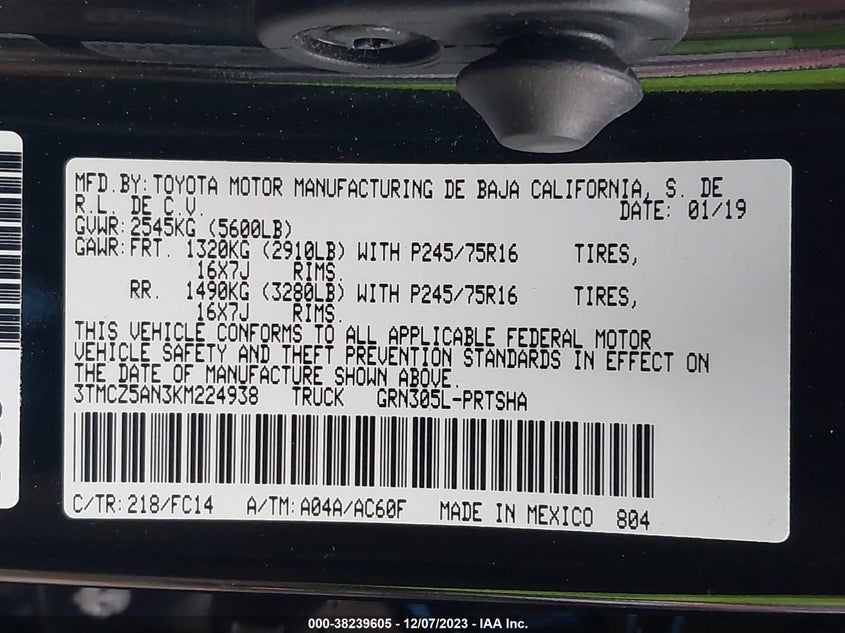 MFD.BY: TOYOTA MOTOR MANUFACTURING DE BAJA CALIFORNIA, S. DE
R.L. DE C.V. DATE: 01/19
GVWR: 2545KG (5600LB)
GAWR: FRT. 1320KG (2910LB) WITH P245/75R16 TIRES,
16X7J RIMS.
RR. 1490KG (3280LB) WITH P245/75R16 TIRES,
16X7J RIMS.
THIS VEHICLE CONFORMS TO ALL APPLICABLE FEDERAL MOTOR
VEHICLE SAFETY AND THEFT PREVENTION STANDARDS IN EFFECT ON
THE DATE OF MANUFACTURE SHOWN ABOVE.
3TMCZ5AN3KM224938 TRUCK GRN305L-PRTSHA
C/TR: 218/FC14 A/TM: A04A/AC60F MADE IN MEXICO 804
000-38239605 - 12/07/2023 - IAA Inc.